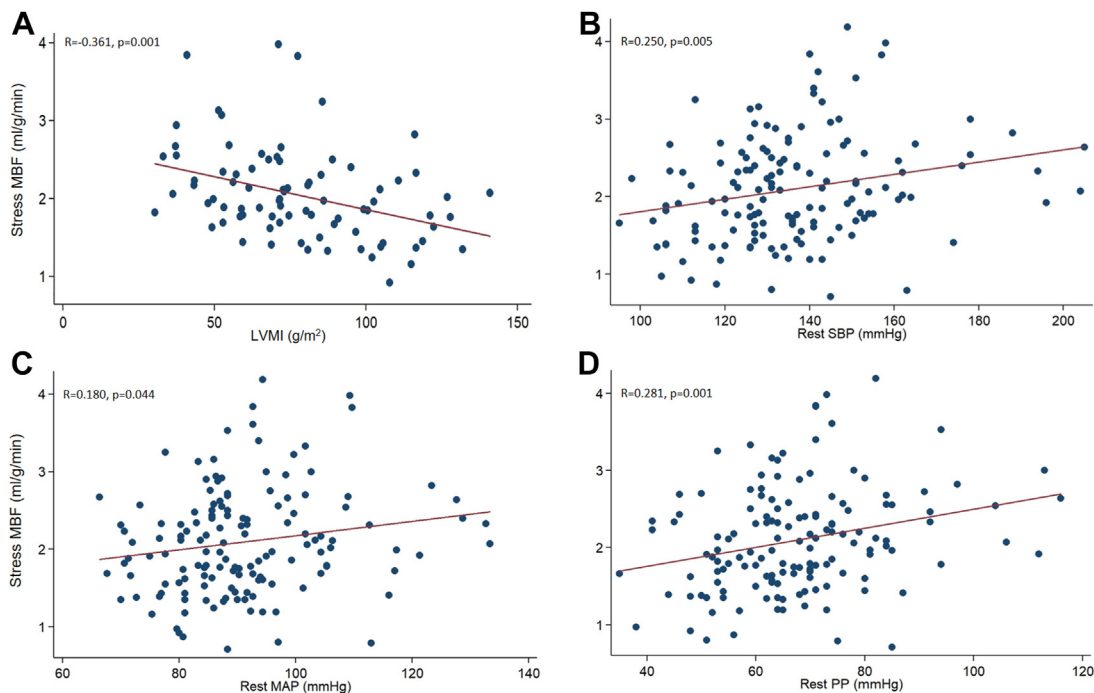 A
R=-0.361, p=0.001
Stress MBF (ml/g/min)
4
3
2
1
0 50 100 150
LVMI (g/m²)
B
R=0.250, p=0.005
4
3
2
1
100 120 140 160 180 200
Rest SBP (mmHg)
C
R=0.180, p=0.044
Stress MBF (ml/g/min)
4
3
2
1
60 80 100 120 140
Rest MAP (mmHg)
D
R=0.281, p=0.001
4
3
2
1
40 60 80 100 120
Rest PP (mmHg)